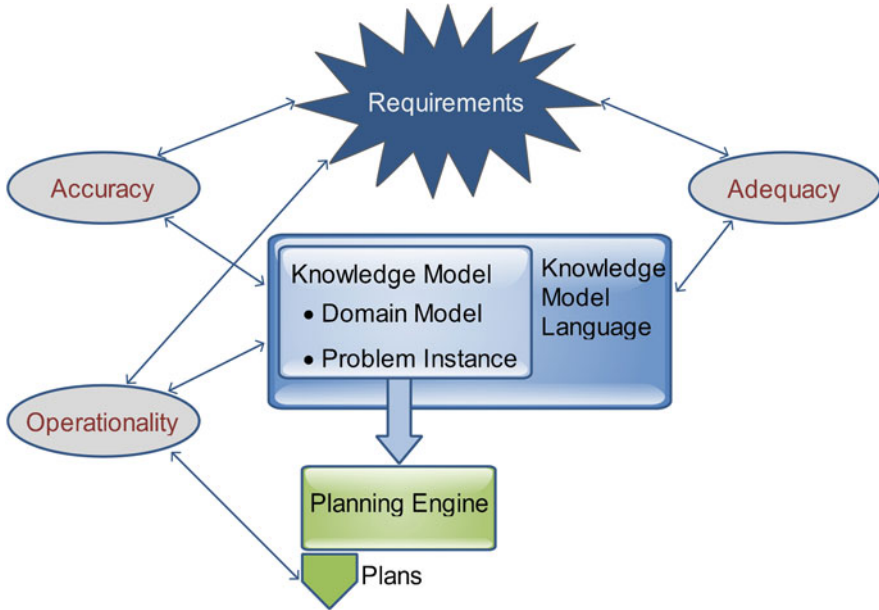 Requirements
Accuracy
Adequacy
Knowledge Model
• Domain Model
• Problem Instance
Knowledge
Model
Language
Operationality
Planning Engine
Plans